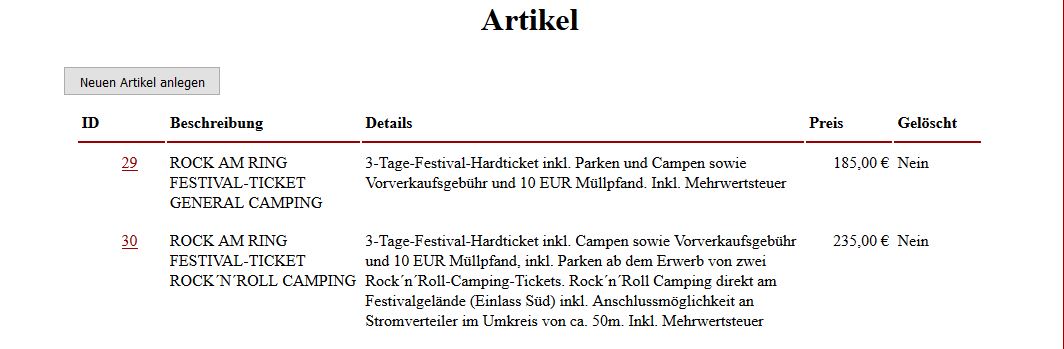 Artikel
Neuen Artikel anlegen
ID Beschreibung Details Preis Gelöscht
29 ROCK AM RING 3-Tage-Festival-Hardticket inkl. Parken und Campen sowie 185,00 € Nein
FESTIVAL-TICKET Vorverkaufsgebühr und 10 EUR Müllpfand. Inkl. Mehrwertsteuer
GENERAL CAMPING
30 ROCK AM RING 3-Tage-Festival-Hardticket inkl. Campen sowie Vorverkaufsgebühr 235,00 € Nein
FESTIVAL-TICKET und 10 EUR Müllpfand, inkl. Parken ab dem Erwerb von zwei
ROCK´N´ROLL CAMPING Rock´n´Roll-Camping-Tickets. Rock´n´Roll Camping direkt am
Festivalgelände (Einlass Süd) inkl. Anschlussmöglichkeit an
Stromverteiler im Umkreis von ca. 50m. Inkl. Mehrwertsteuer